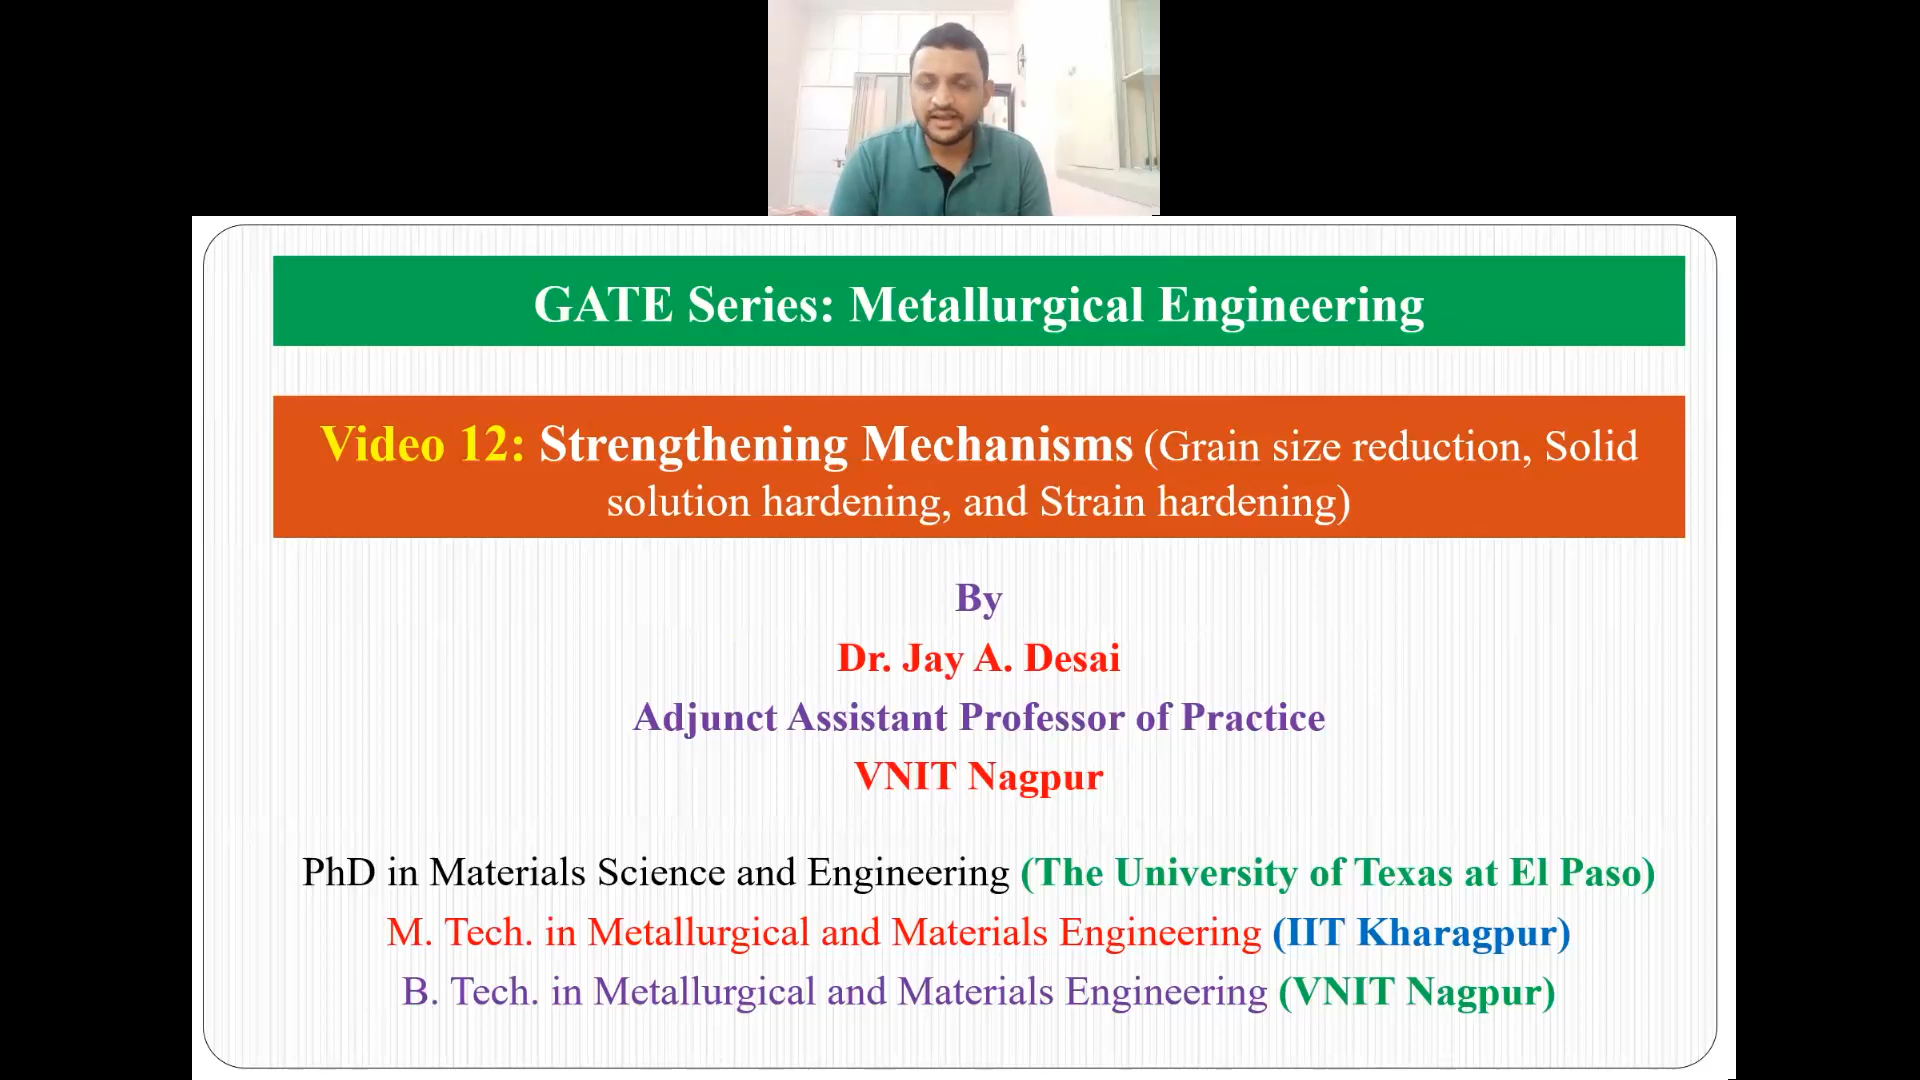 GATE Series: Metallurgical Engineering
Video 12: Strengthening Mechanisms (Grain size reduction, Solid
solution hardening, and Strain hardening)
By
Dr. Jay A. Desai
Adjunct Assistant Professor of Practice
VNIT Nagpur
PhD in Materials Science and Engineering (The University of Texas at El Paso)
M. Tech. in Metallurgical and Materials Engineering (IIT Kharagpur)
B. Tech. in Metallurgical and Materials Engineering (VNIT Nagpur)